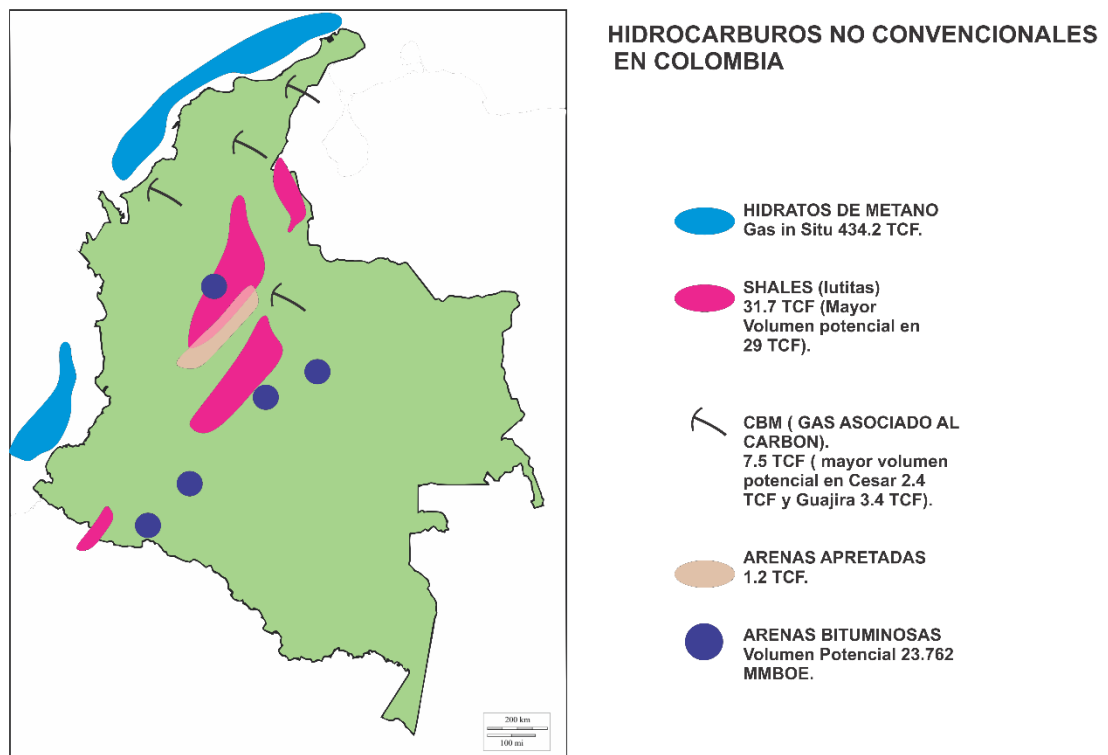 HIDROCARBUROS NO CONVENCIONALES
EN COLOMBIA
HIDRATOS DE METANO
Gas in Situ 434.2 TCF.
SHALES (lutitas)
31.7 TCF (Mayor
Volumen potencial en
29 TCF).
CBM ( GAS ASOCIADO AL
CARBON).
7.5 TCF ( mayor volumen
potencial en Cesar 2.4
TCF y Guajira 3.4 TCF).
ARENAS APRETADAS
1.2 TCF.
ARENAS BITUMINOSAS
Volumen Potencial 23.762
MMBOE.
200 km
100 mi